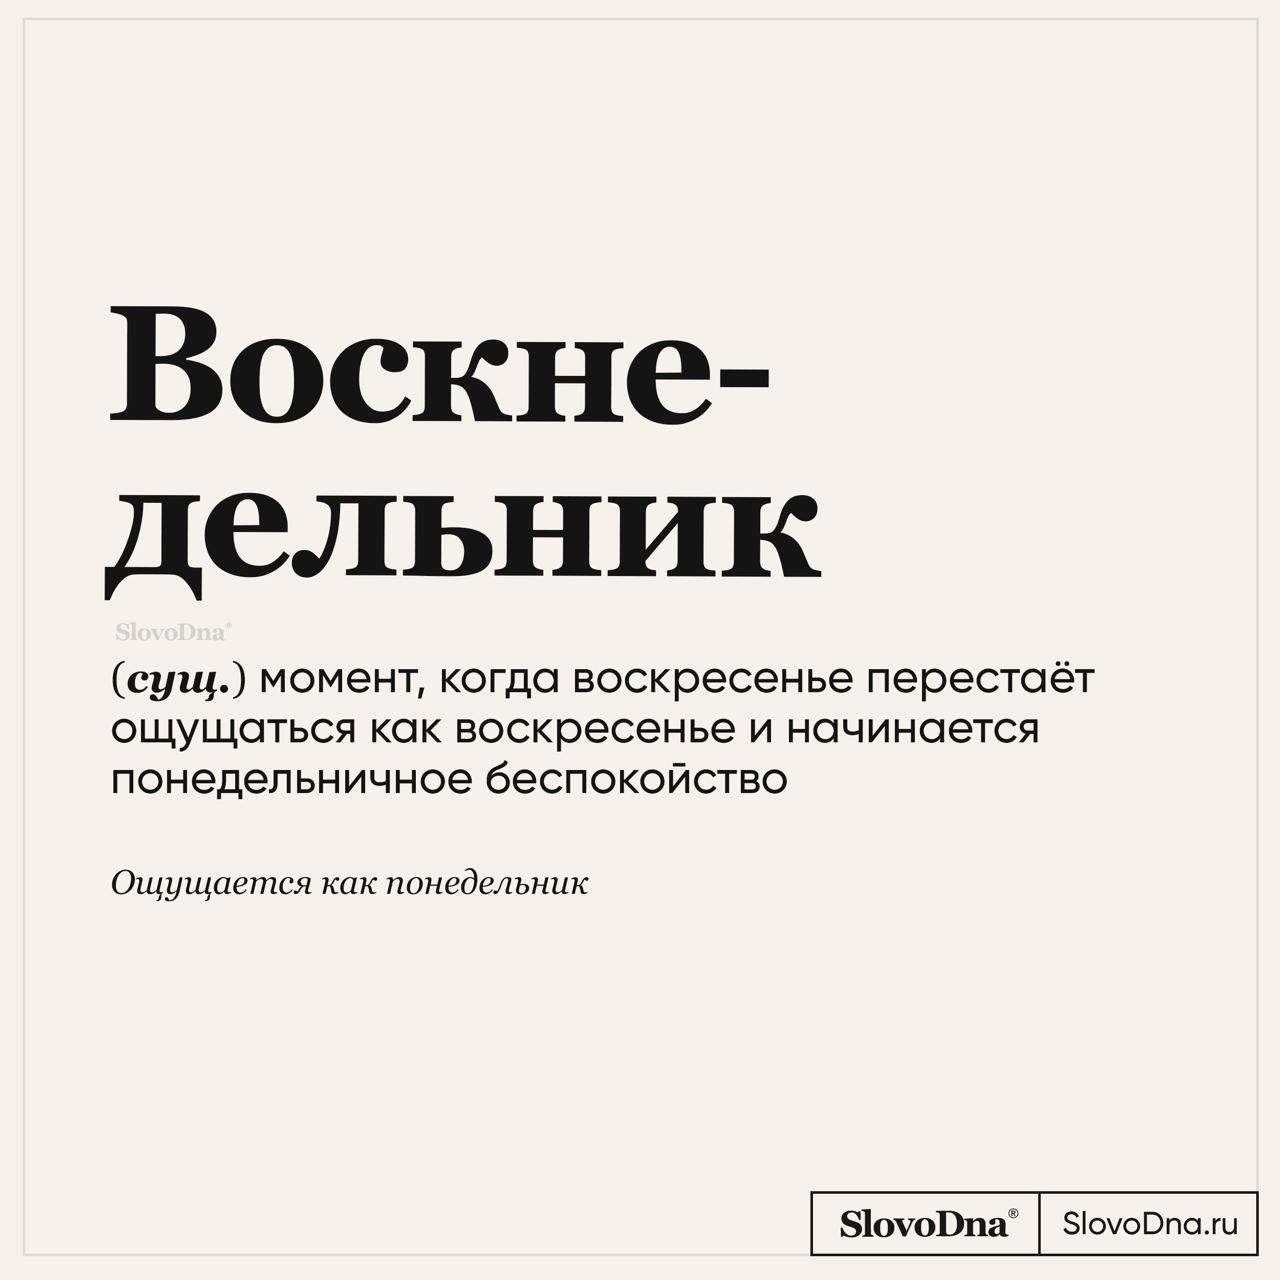 Воскне-
дельник
SlovoDna®
(сущ.) момент, когда воскресенье перестаёт
ощущаться как воскресенье и начинается
понедельничное беспокойство
Ощущается как понедельник
SlovoDna® SlovoDna.ru